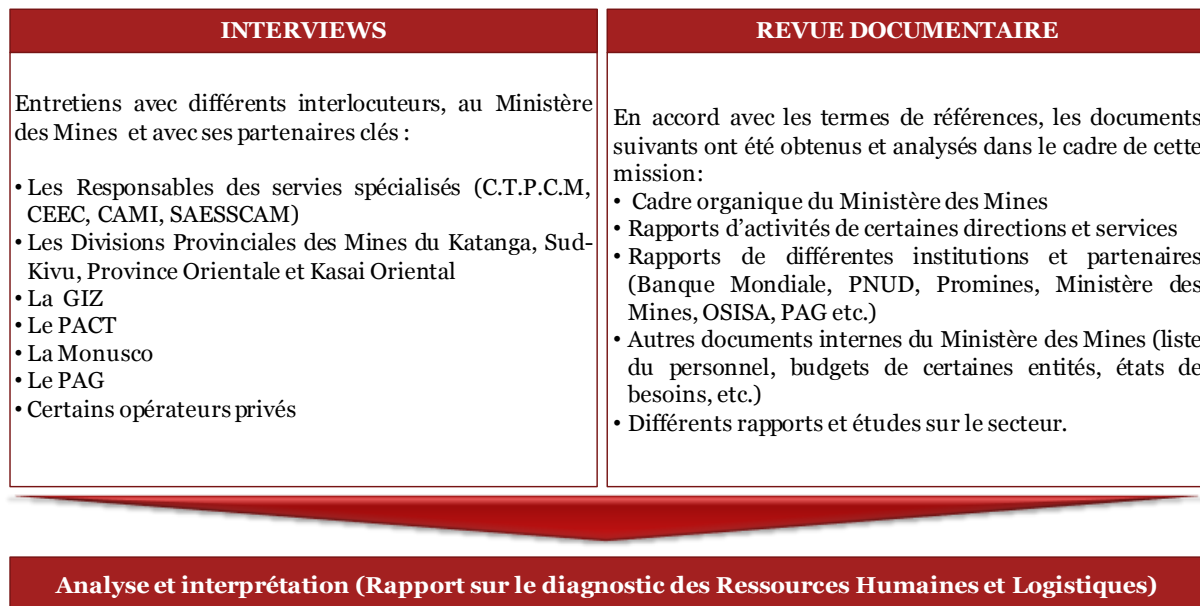 INTERVIEWS
Entretiens avec différents interlocuteurs, au Ministère
des Mines et avec ses partenaires clés :
• Les Responsables des servies spécialisés (C.T.P.C.M,
CEEC, CAMI, SAESSCAM)
• Les Divisions Provinciales des Mines du Katanga, Sud-
Kivu, Province Orientale et Kasai Oriental
• La GIZ
• Le PACT
• La Monusco
• Le PAG
• Certains opérateurs privés
REVUE DOCUMENTAIRE
En accord avec les termes de références, les documents
suivants ont été obtenus et analysés dans le cadre de cette
mission:
• Cadre organique du Ministère des Mines
• Rapports d'activités de certaines directions et services
• Rapports de différentes institutions et partenaires
(Banque Mondiale, PNUD, Promines, Ministère des
Mines, OSISA, PAG etc.)
• Autres documents internes du Ministère des Mines (liste
du personnel, budgets de certaines entités, états de
besoins, etc.)
• Différents rapports et études sur le secteur.
Analyse et interprétation (Rapport sur le diagnostic des Ressources Humaines et Logistiques)